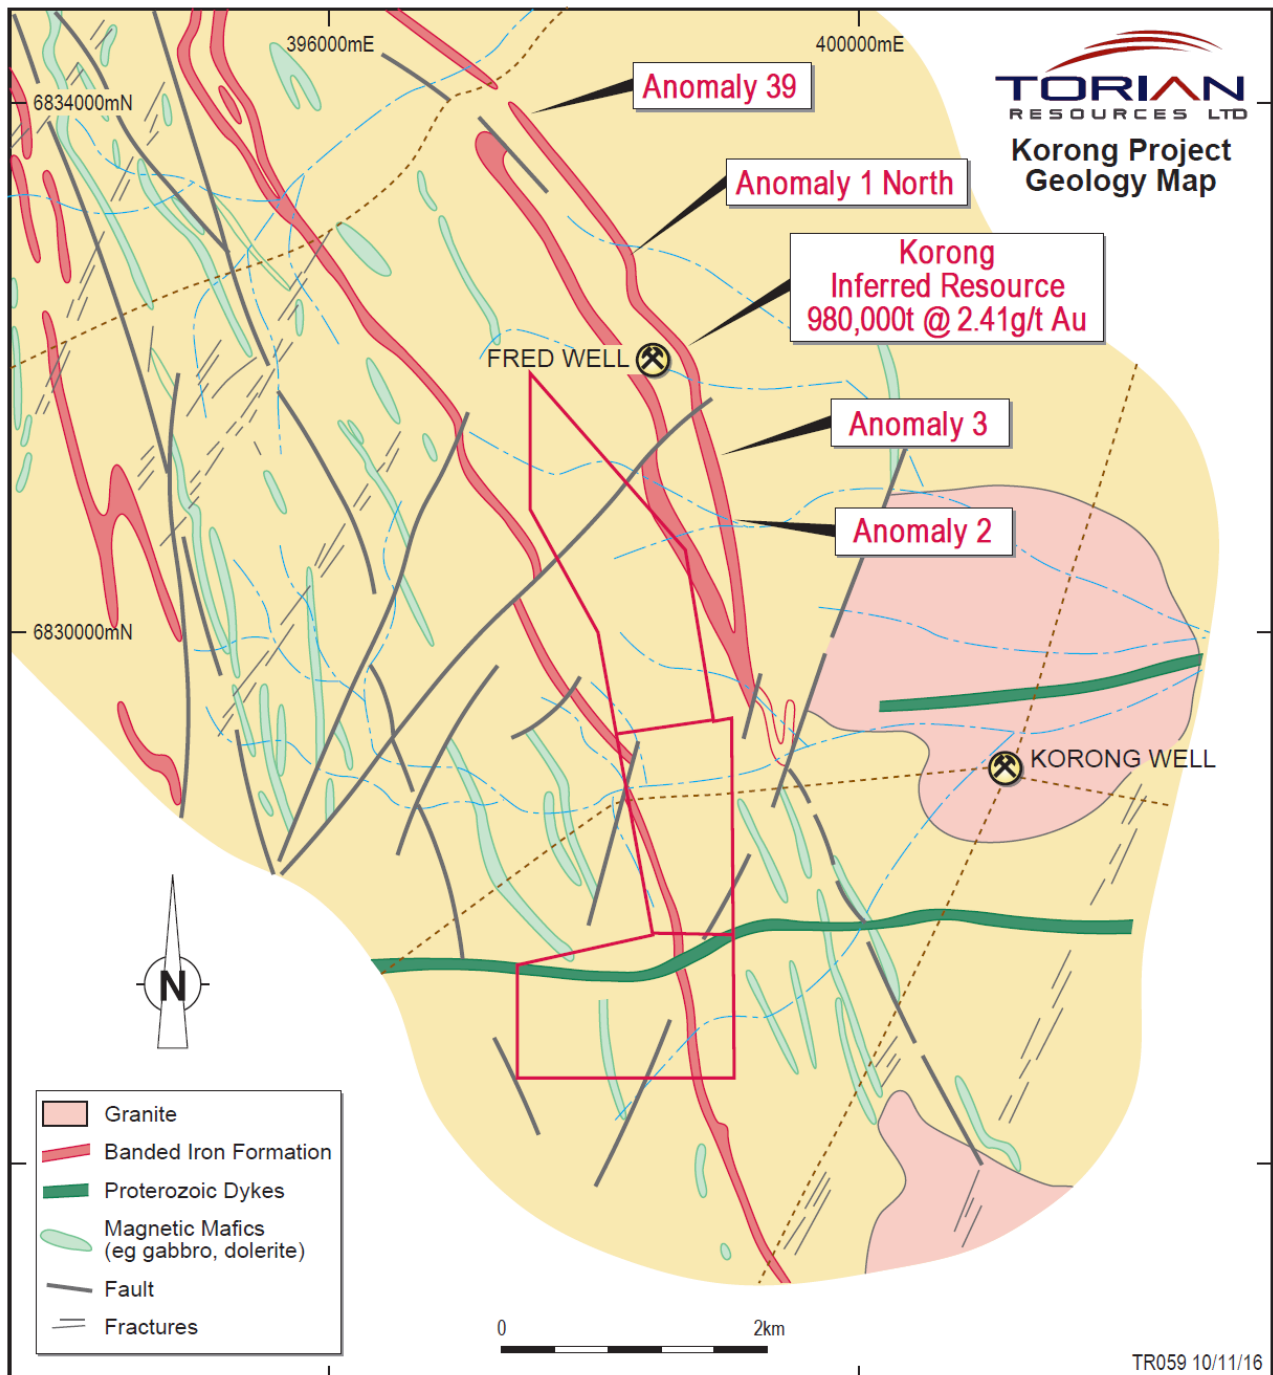 396000mE
400000mE
TORIAN
RESOURCES LTD
Korong Project
Geology Map
6834000mN
Anomaly 39
Anomaly 1 North
Korong
Inferred Resource
980,000t @ 2.41g/t Au
FRED WELL
Anomaly 3
Anomaly 2
6830000mN
KORONG WELL
N
Granite
Banded Iron Formation
Proterozoic Dykes
Magnetic Mafics
(eg gabbro, dolerite)
Fault
Fractures
0 2km
TR059 10/11/16